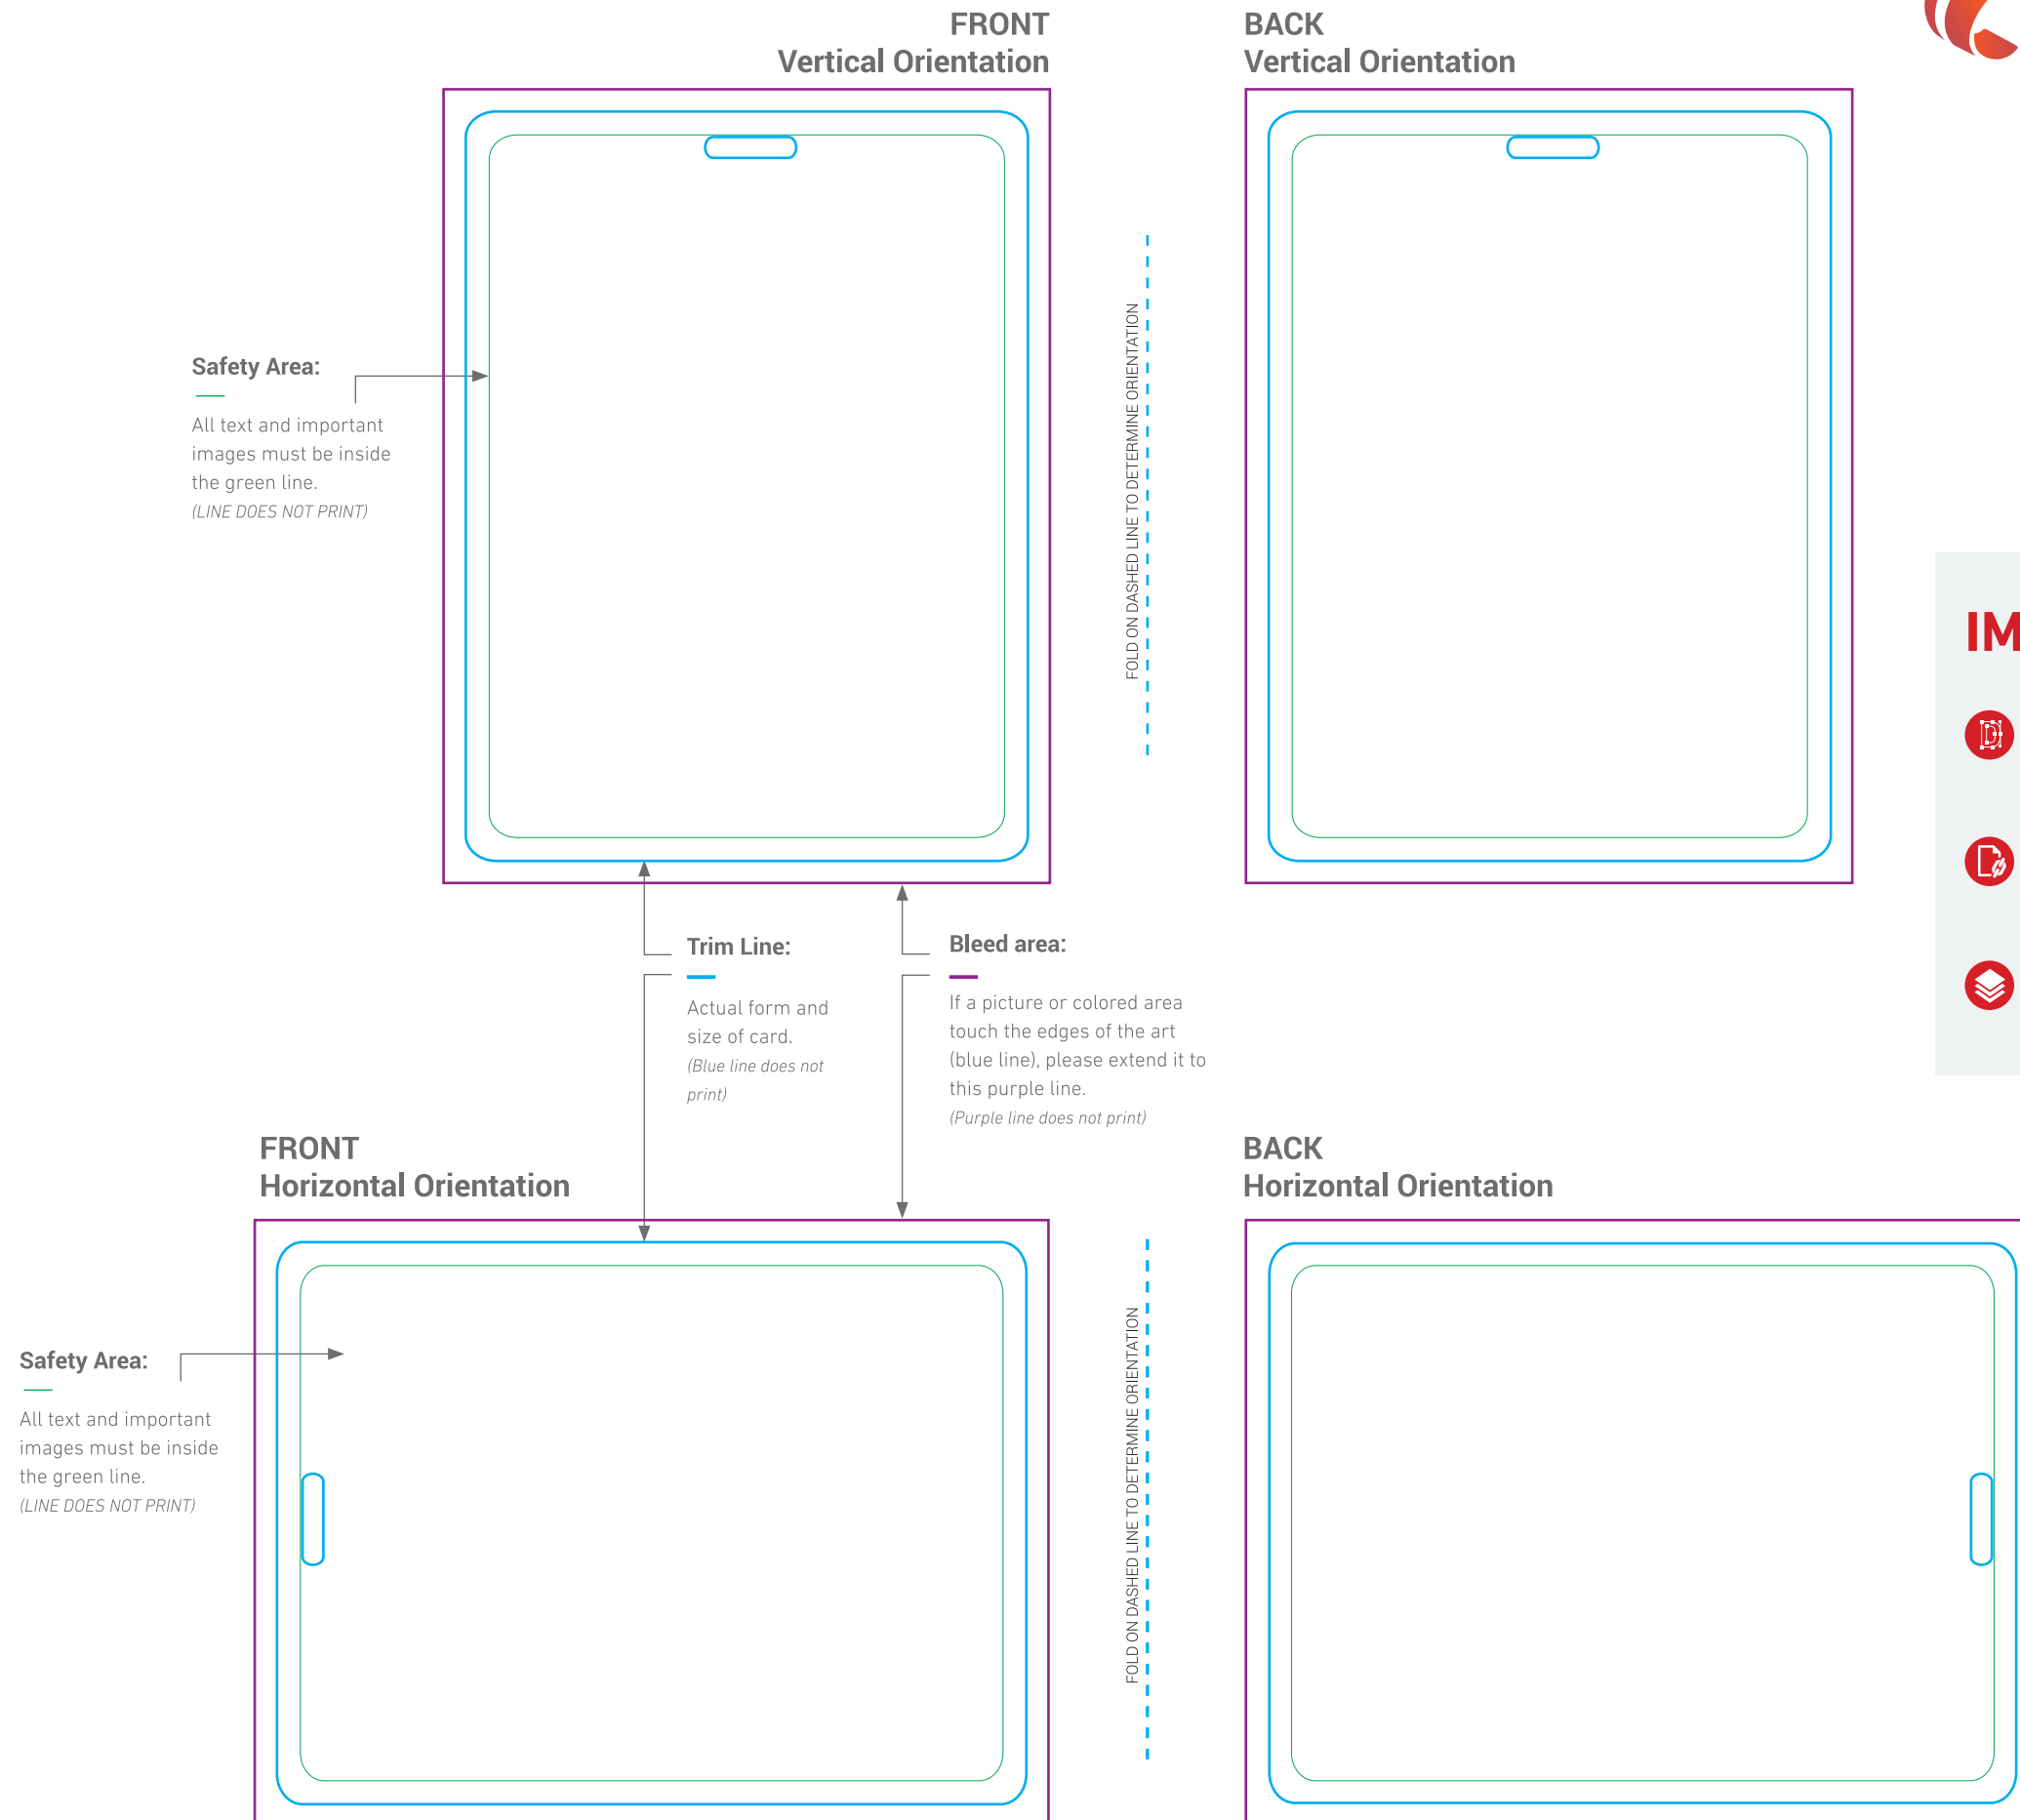 FRONT
Vertical Orientation
BACK
Vertical Orientation
Safety Area:
All text and important
images must be inside
the green line.
(LINE DOES NOT PRINT)
FOLD ON DASHED LINE TO DETERMINE ORIENTATION
IM
Trim Line:
Actual form and
size of card.
(Blue line does not
print)
Bleed area:
If a picture or colored area
touch the edges of the art
(blue line), please extend it to
this purple line.
(Purple line does not print)
FRONT
Horizontal Orientation
BACK
Horizontal Orientation
Safety Area:
All text and important
images must be inside
the green line.
(LINE DOES NOT PRINT)
FOLD ON DASHED LINE TO DETERMINE ORIENTATION